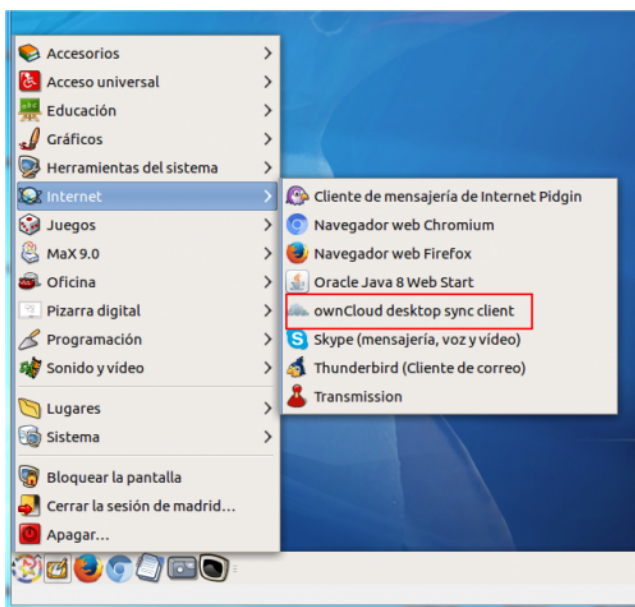 Accesorios
Acceso universal
Educación
Gráficos
Herramientas del sistema
Internet
Juegos
MaX 9.0
Oficina
Pizarra digital
Programación
Sonido y vídeo
Lugares
Sistema
Bloquear la pantalla
Cerrar la sesión de madrid...
Apagar...
Cliente de mensajería de Internet Pidgin
Navegador web Chromium
Navegador web Firefox
Oracle Java 8 Web Start
ownCloud desktop sync client
Skype (mensajería, voz y vídeo)
Thunderbird (Cliente de correo)
Transmission